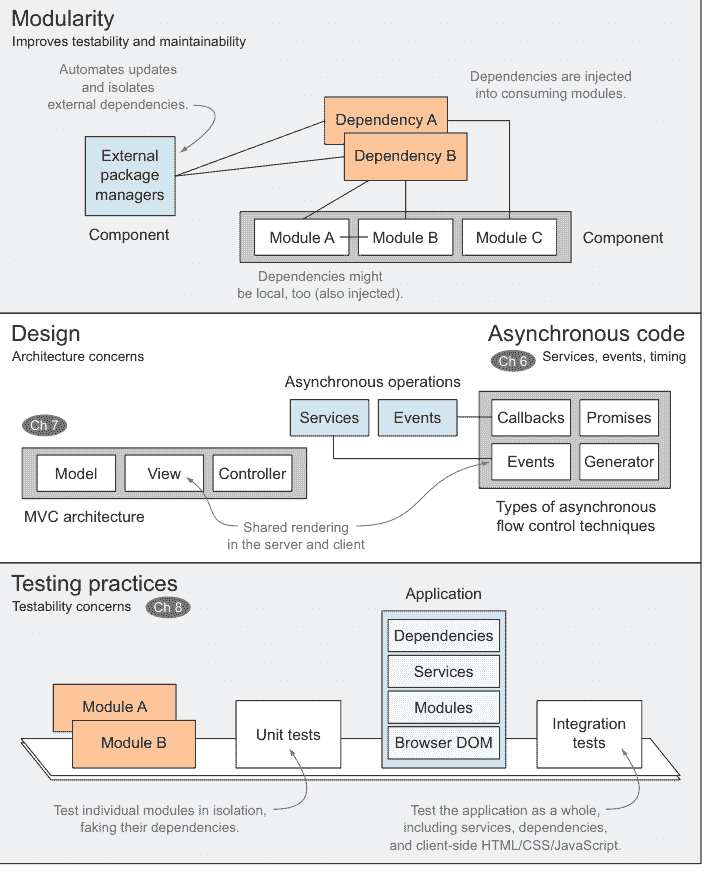 Modularity
Improves testability and maintainability
Automates updates
and isolates
external dependencies.
Dependencies are injected
into consuming modules.
Dependency A
Dependency B
External
package
managers
Component
Module A
Module B
Module C
Component
Dependencies might
be local, too (also injected).
Design
Architecture concerns
Asynchronous code
Ch 6
Services, events, timing
Asynchronous operations
Services
Events
Callbacks
Promises
Events
Generator
Types of asynchronous
flow control techniques
Ch 7
Model
View
Controller
MVC architecture
Shared rendering
in the server and client
Testing practices
Testability concerns
Ch 8
Application
Dependencies
Services
Modules
Browser DOM
Module A
Module B
Unit tests
Integration
tests
Test individual modules in isolation,
faking their dependencies.
Test the application as a whole,
including services, dependencies,
and client-side HTML/CSS/JavaScript.